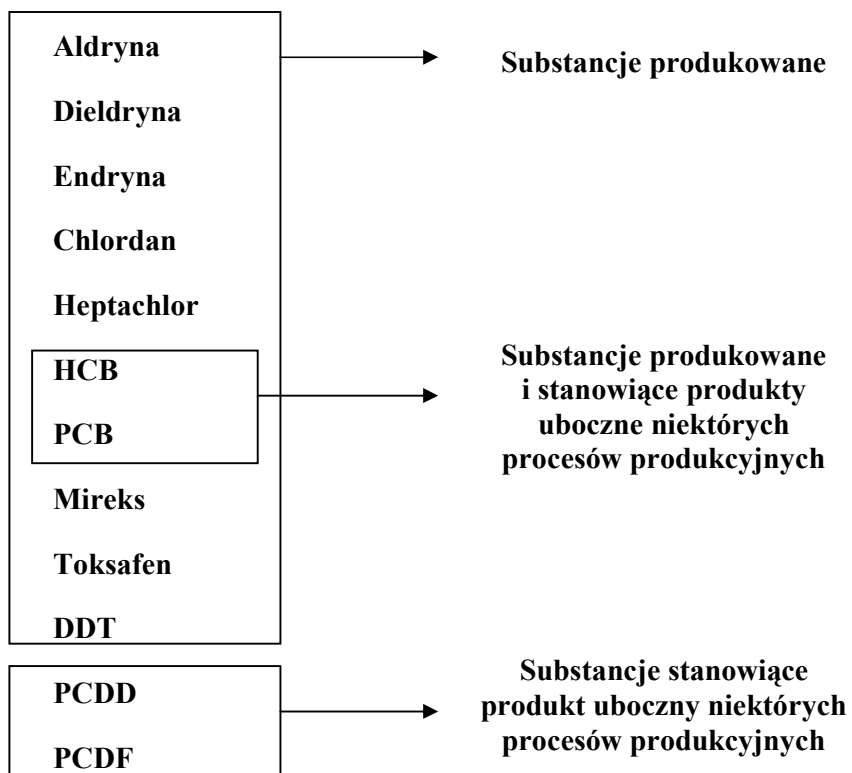 Aldryna
Substancje produkowane
Dieldryna
Endryna
Chlordan
Heptachlor
HCB
PCB
Substancje produkowane
i stanowiące produkty
uboczne niektórych
procesów produkcyjnych
Mireks
Toksafen
DDT
PCDD
PCDF
Substancje stanowiące
produkt uboczny niektórych
procesów produkcyjnych